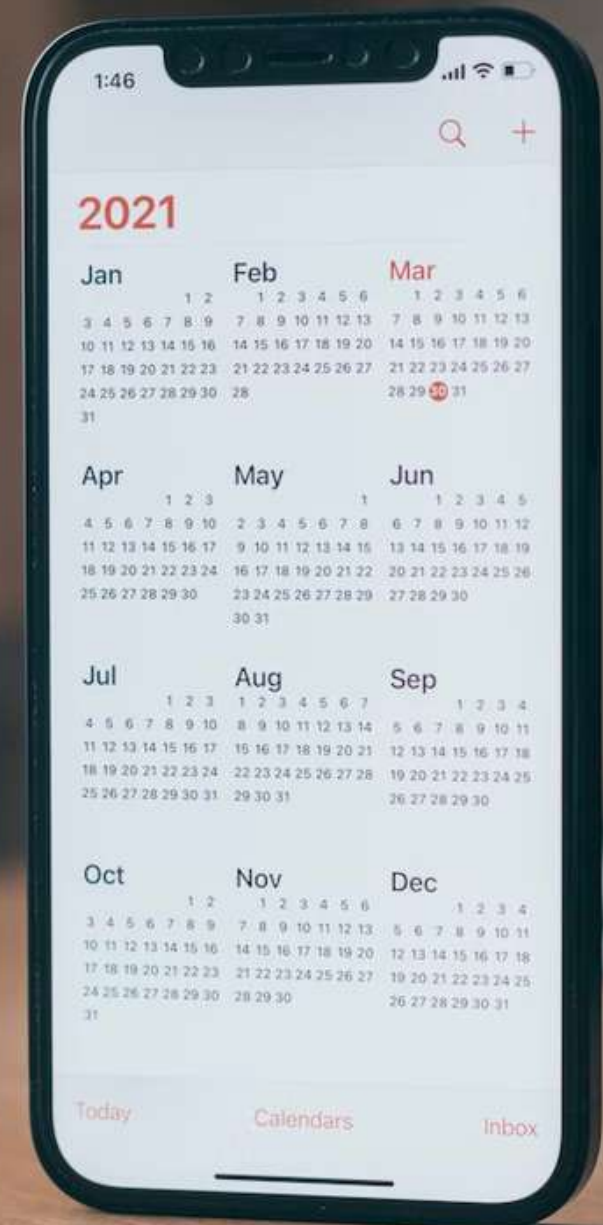 1:46
2021
Jan Feb Mar
1 2 1 2 3 4 5 6 1 2 3 4 5 6
3 4 5 6 7 8 9 7 8 9 10 11 12 13 7 8 9 10 11 12 13
10 11 12 13 14 15 16 14 15 16 17 18 19 20 14 15 16 17 18 19 20
17 18 19 20 21 22 23 21 22 23 24 25 26 27 21 22 23 24 25 26 27
24 25 26 27 28 29 30 28 28 29 30 31
31
Apr May Jun
1 2 3 1 1 2 3 4 5
4 5 6 7 8 9 10 2 3 4 5 6 7 8 6 7 8 9 10 11 12
11 12 13 14 15 16 17 9 10 11 12 13 14 15 13 14 15 16 17 18 19
18 19 20 21 22 23 24 16 17 18 19 20 21 22 20 21 22 23 24 25 26
25 26 27 28 29 30 23 24 25 26 27 28 29 27 28 29 30
30 31
Jul Aug Sep
1 2 3 1 2 3 4 5 6 7 1 2 3 4
4 5 6 7 8 9 10 8 9 10 11 12 13 14 5 6 7 8 9 10 11
11 12 13 14 15 16 17 15 16 17 18 19 20 21 12 13 14 15 16 17 18
18 19 20 21 22 23 24 22 23 24 25 26 27 28 19 20 21 22 23 24 25
25 26 27 28 29 30 31 29 30 31 26 27 28 29 30
Oct Nov Dec
1 2 1 2 3 4 5 6 1 2 3 4
3 4 5 6 7 8 9 7 8 9 10 11 12 13 5 6 7 8 9 10 11
10 11 12 13 14 15 16 14 15 16 17 18 19 20 12 13 14 15 16 17 18
17 18 19 20 21 22 23 21 22 23 24 25 26 27 19 20 21 22 23 24 25
24 25 26 27 28 29 30 28 29 30 26 27 28 29 30 31
31
Today Calendars Inbox